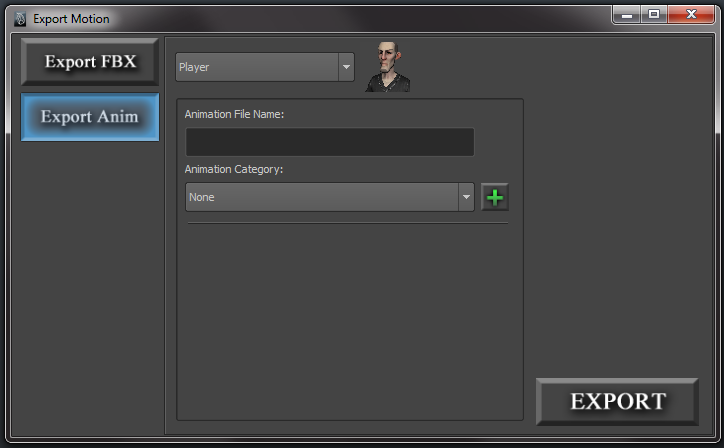 Export Motion
Export FBX
Export Anim
Player
Animation File Name:
Animation Category:
None
EXPORT